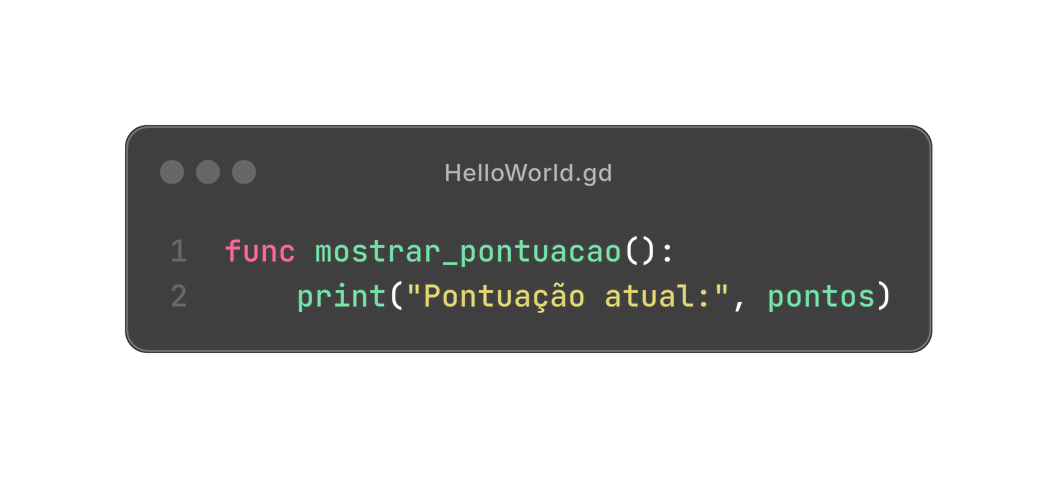 HelloWorld.gd
1 func mostrar_pontuacao():
2     print("Pontuação atual:", pontos)